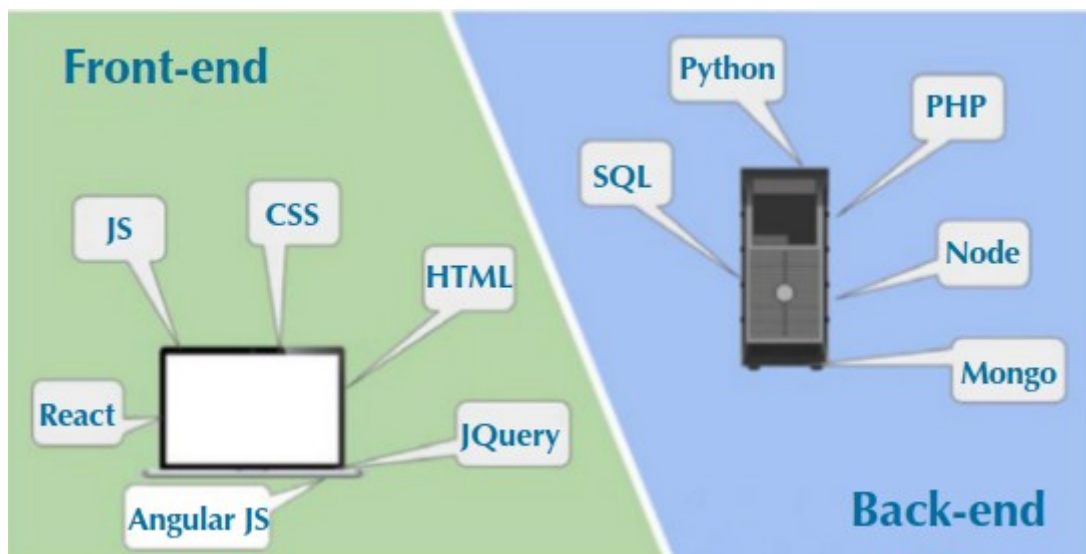 Front-end
JS
CSS
HTML
React
JQuery
Angular JS
Python
PHP
SQL
Node
Mongo
Back-end